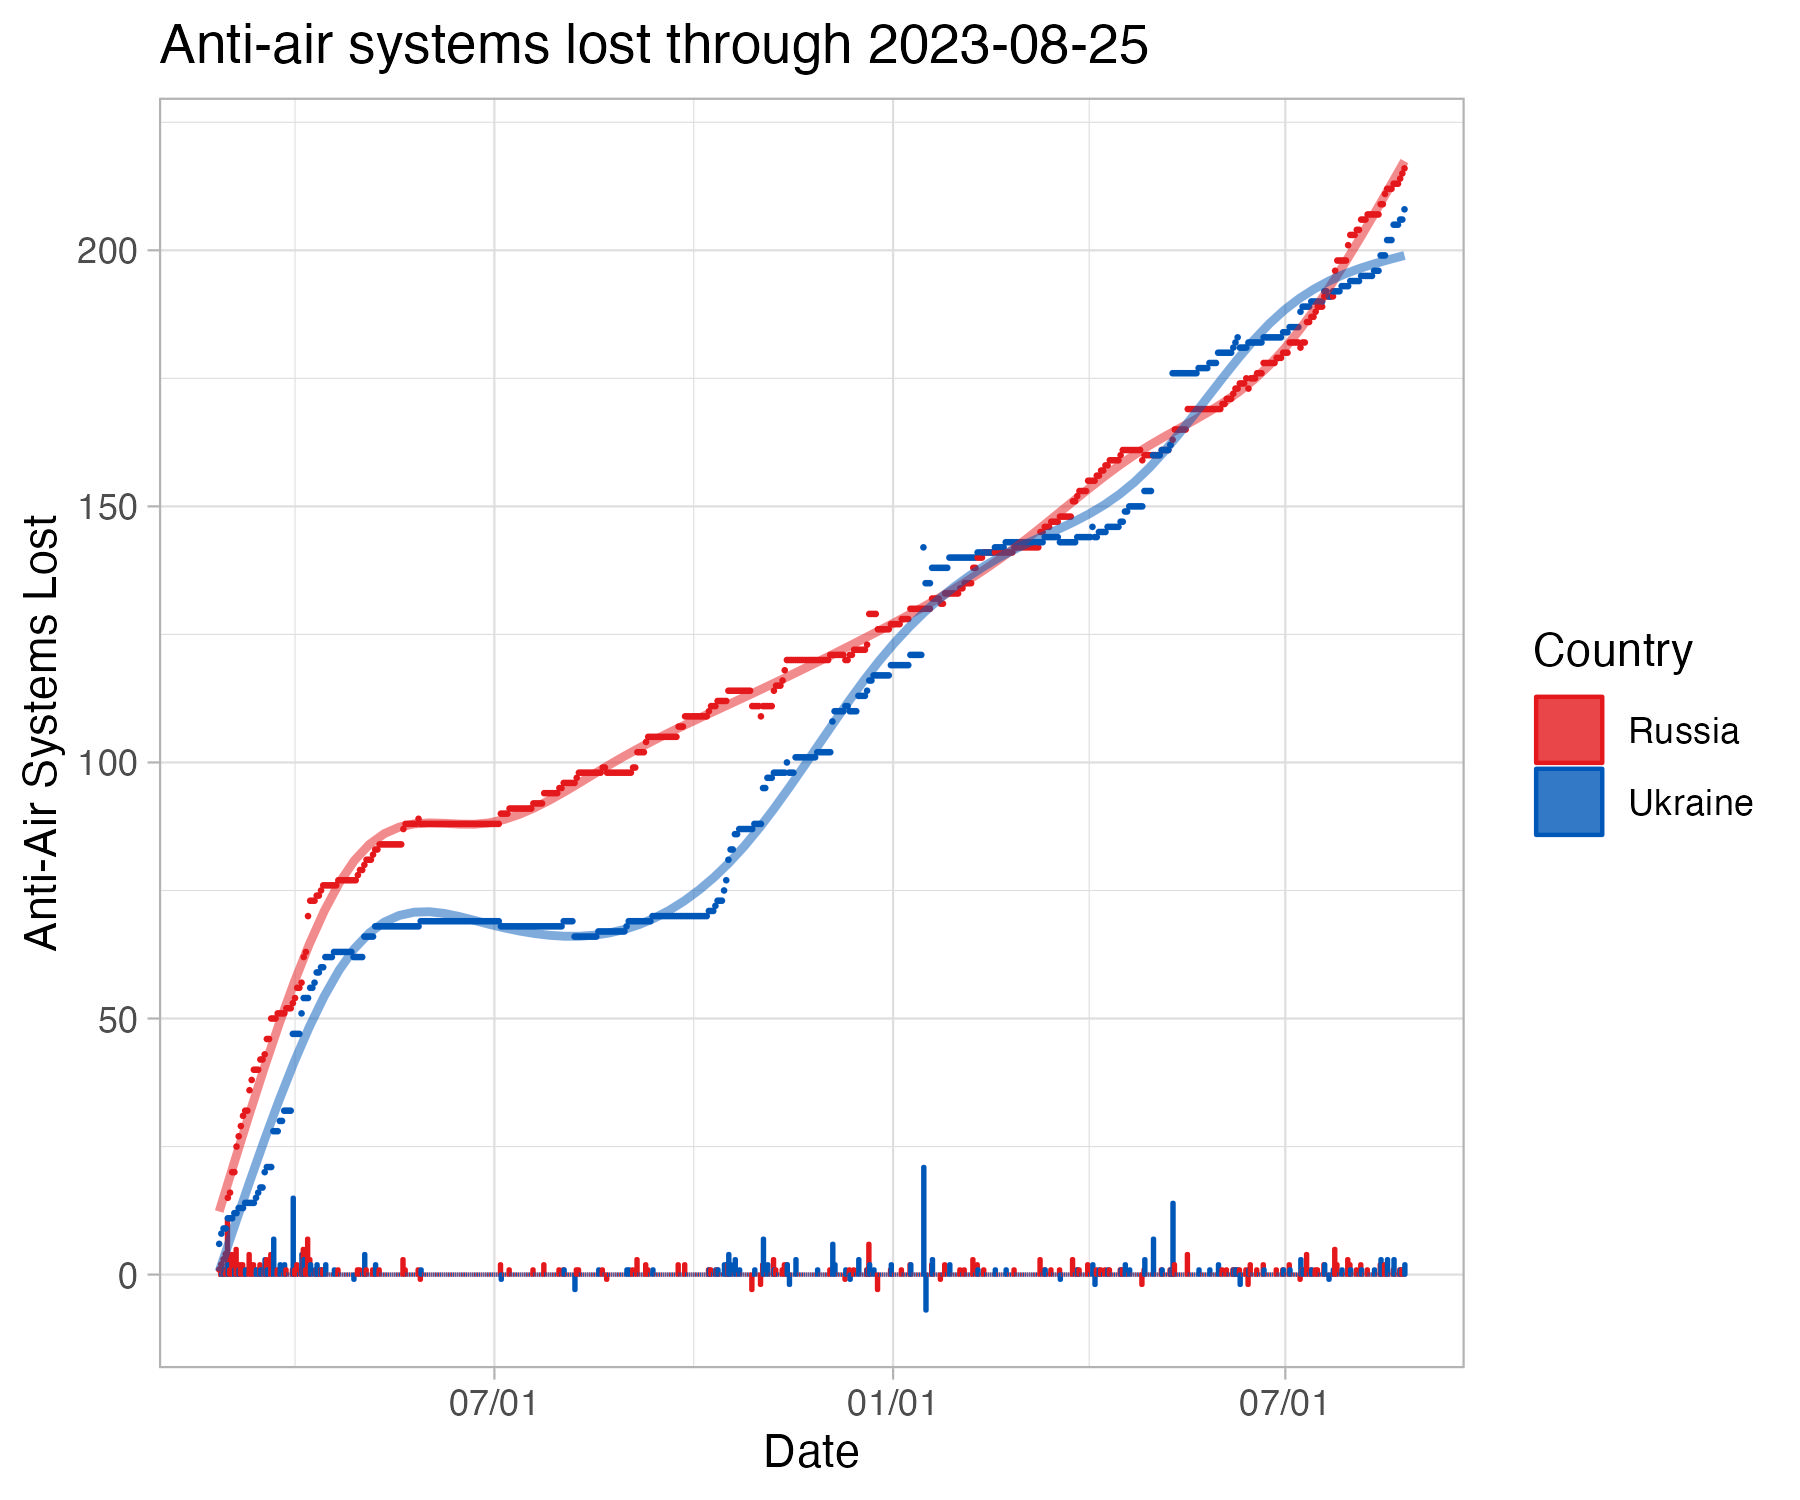 Anti-air systems lost through 2023-08-25
Anti-Air Systems Lost
200
150
100
50
0
07/01
01/01
07/01
Date
Country
Russia
Ukraine